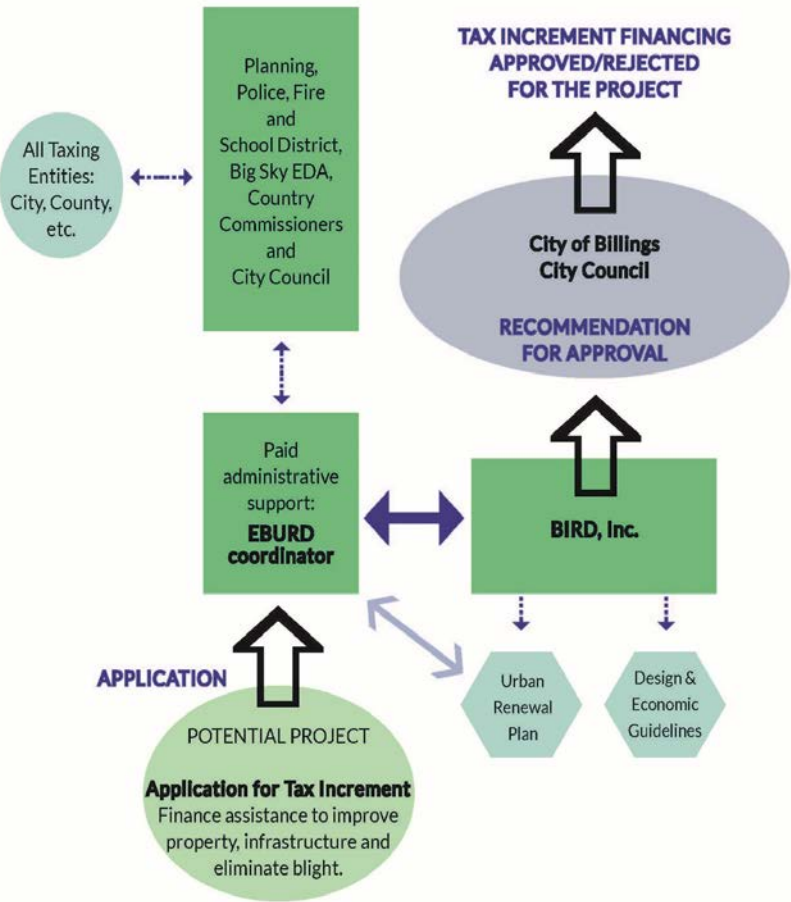 Planning,
Police, Fire
and
School District,
Big Sky EDA,
Country
Commissioners
and
City Council
All Taxing
Entities:
City, County,
etc.
TAX INCREMENT FINANCING
APPROVED/REJECTED
FOR THE PROJECT
City of Billings
City Council
RECOMMENDATION
FOR APPROVAL
Paid
administrative
support:
EBURD
coordinator
BIRD, Inc.
Urban
Renewal
Plan
Design &
Economic
Guidelines
APPLICATION
POTENTIAL PROJECT
Application for Tax Increment
Finance assistance to improve
property, infrastructure and
eliminate blight.